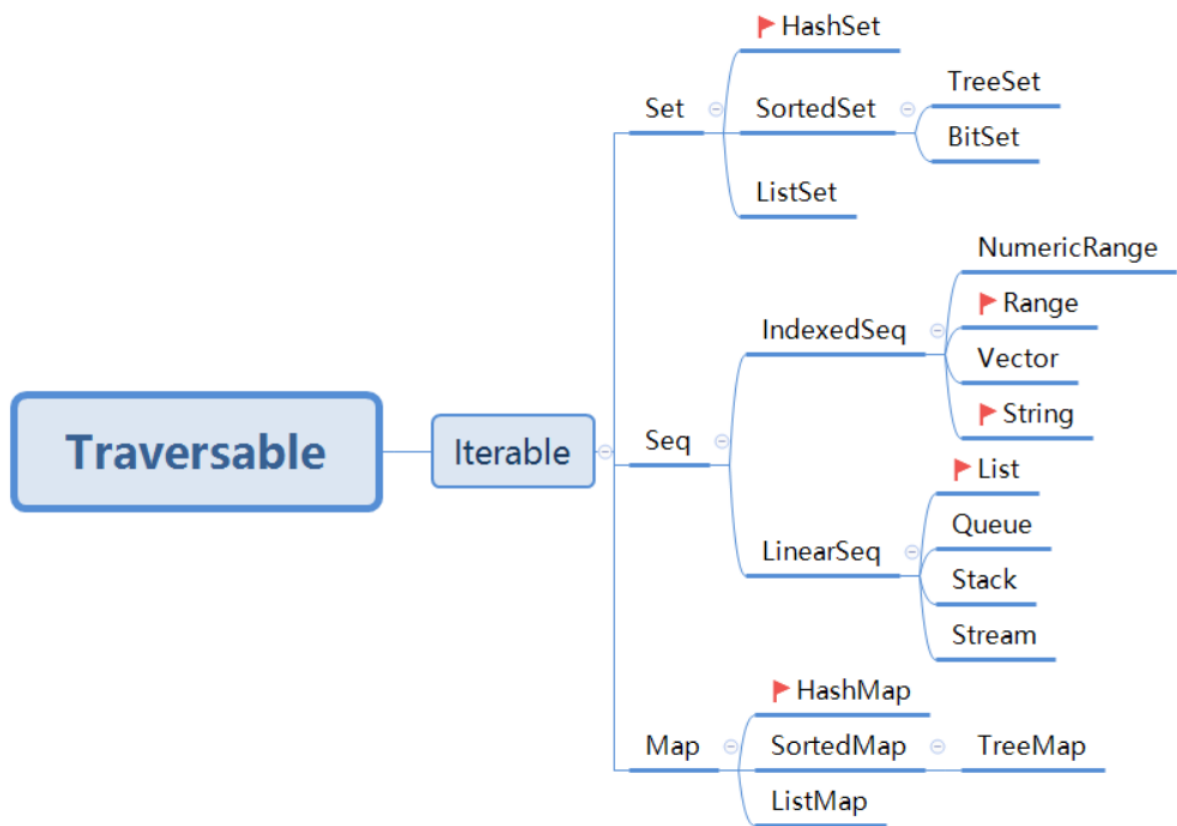 Traversable
Iterable
Set
HashSet
SortedSet
TreeSet
BitSet
ListSet
Seq
IndexedSeq
NumericRange
Range
Vector
String
LinearSeq
List
Queue
Stack
Stream
Map
HashMap
SortedMap
TreeMap
ListMap